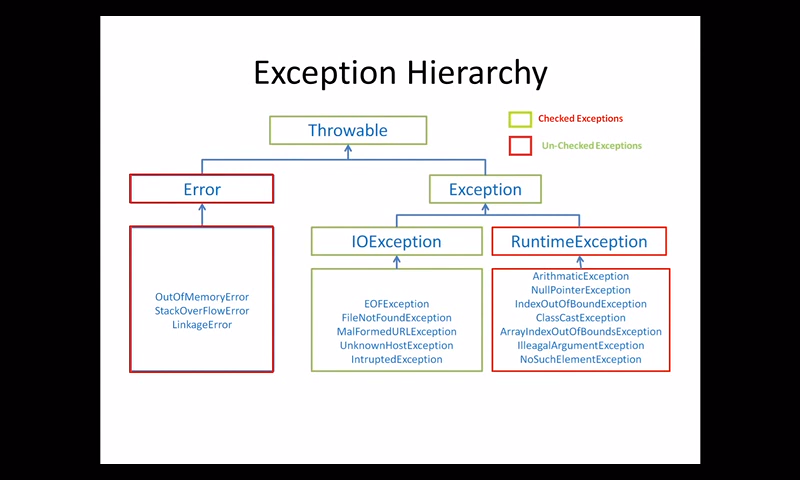 Exception Hierarchy
Throwable
Checked Exceptions
Un-Checked Exceptions
Error
Exception
IOException
RuntimeException
OutOfMemoryError
StackOverFlowError
LinkageError
EOFException
FileNotFoundException
MalFormedURLException
UnknownHostException
IntruptedException
ArithmaticException
NullPointerException
IndexOutOfBoundException
ClassCastException
ArrayIndexOutOfBoundsException
IlleagalArgumentException
NoSuchElementException